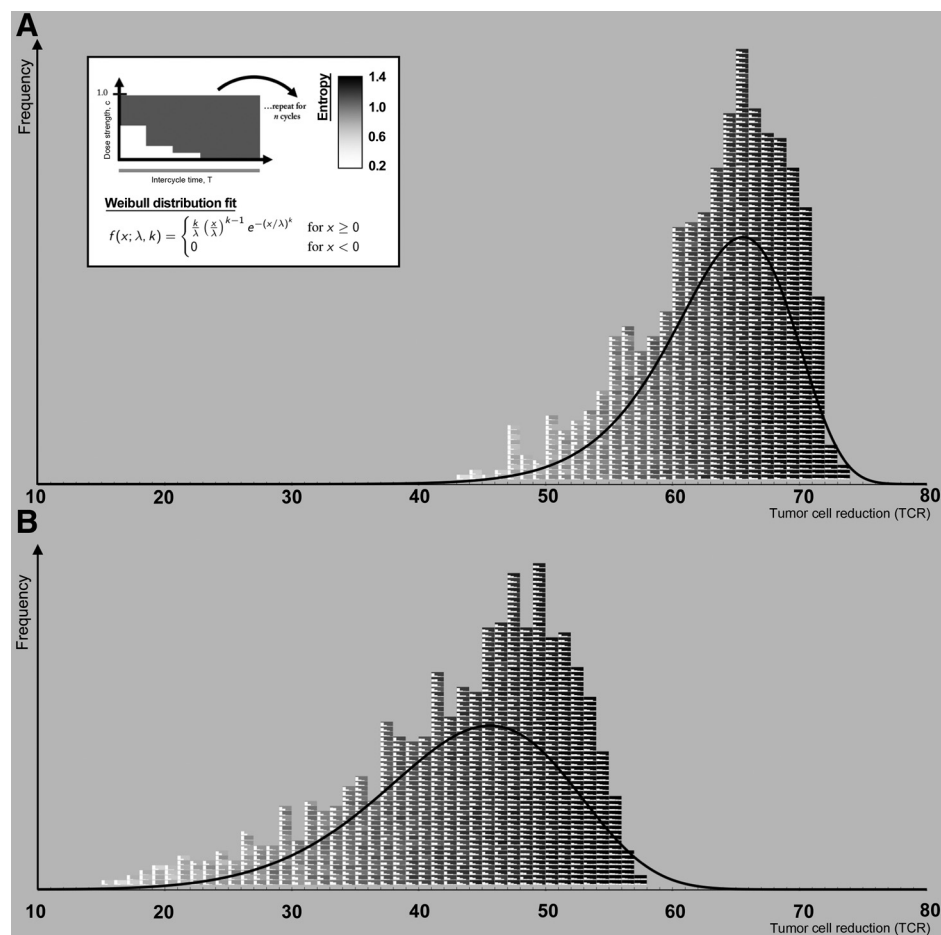 A
Frequency
1.0
Dose strength, c
...repeat for
n cycles
Intercycle time, T
Entropy
1.4
1.0
0.6
0.2
Weibull distribution fit
f(x; λ, k) = { k/λ (x/λ)^{k−1} e^{−(x/λ)^k} for x ≥ 0
0 for x < 0
10 20 30 40 50 60 70 80
Tumor cell reduction (TCR)
B
Frequency
10 20 30 40 50 60 70 80
Tumor cell reduction (TCR)